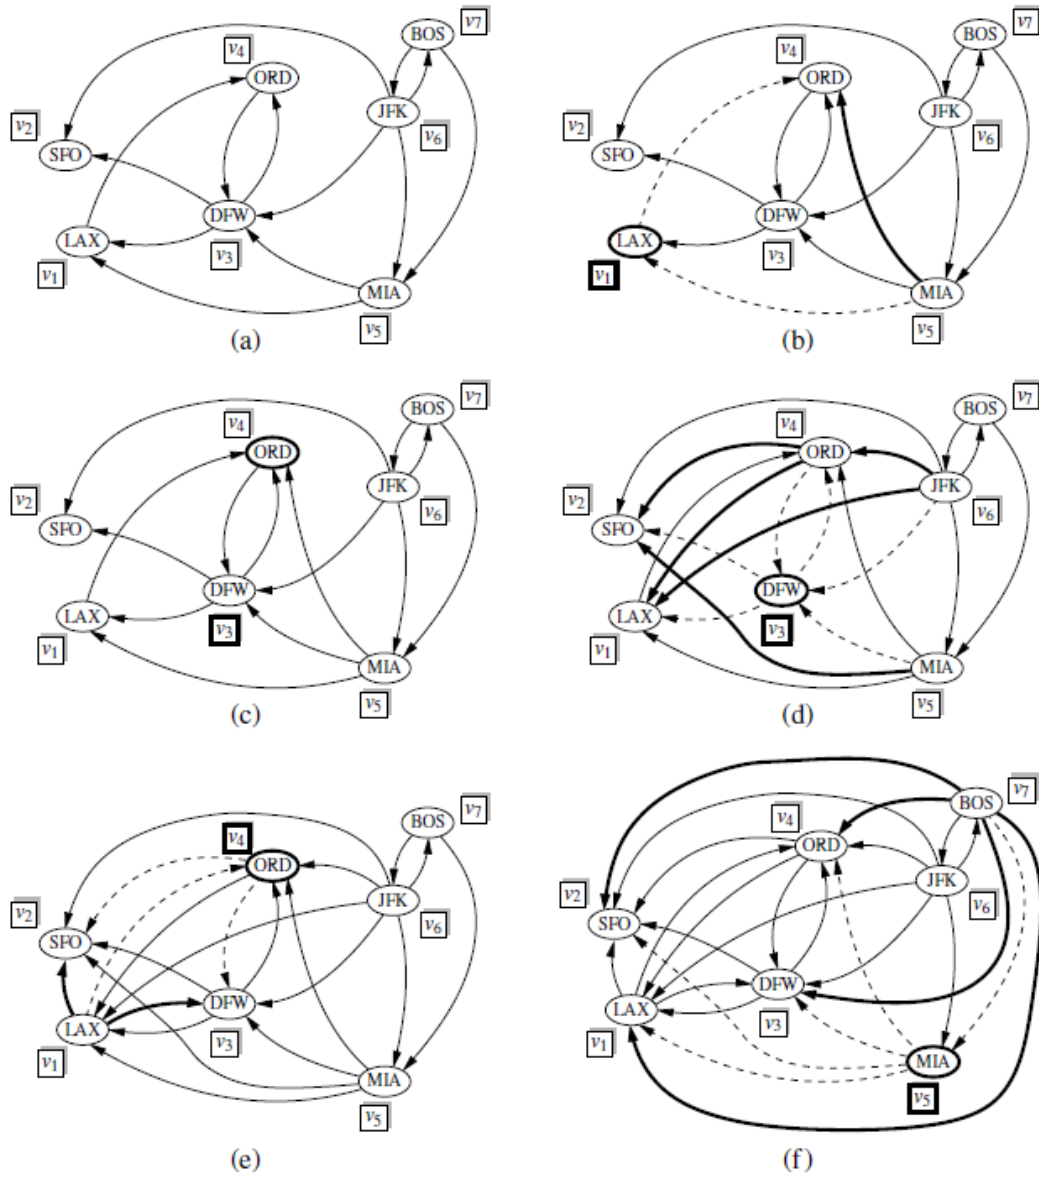 BOS v7
v4
ORD
JFK
v2 v6
SFO
DFW
LAX
v3
v1
MIA
v5
(a)
BOS v7
v4
ORD
JFK
v2 v6
SFO
DFW
LAX
v3
v1
MIA
v5
(b)
BOS v7
v4
ORD
JFK
v2 v6
SFO
DFW
LAX
v3
v1
MIA
v5
(c)
BOS v7
v4
ORD
JFK
v2 v6
SFO
DFW
LAX
v3
v1
MIA
v5
(d)
BOS v7
v4
ORD
JFK
v2 v6
SFO
DFW
LAX
v3
v1
MIA
v5
(e)
BOS v7
v4
ORD
JFK
v2 v6
SFO
DFW
LAX
v3
v1
MIA
v5
(f)